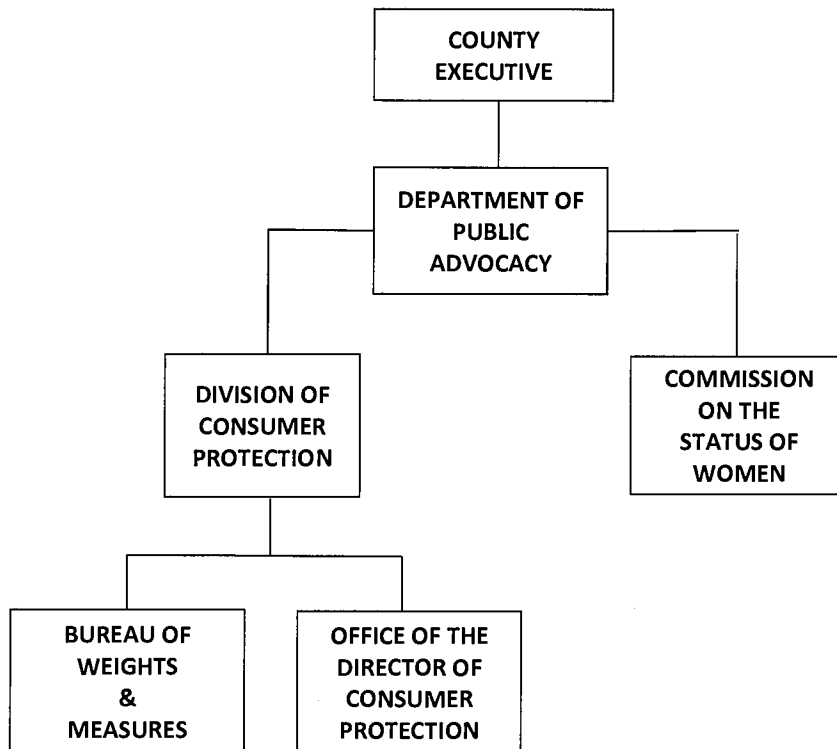 COUNTY
EXECUTIVE
DEPARTMENT OF
PUBLIC
ADVOCACY
DIVISION OF
CONSUMER
PROTECTION
COMMISSION
ON THE
STATUS OF
WOMEN
BUREAU OF
WEIGHTS
&
MEASURES
OFFICE OF THE
DIRECTOR OF
CONSUMER
PROTECTION